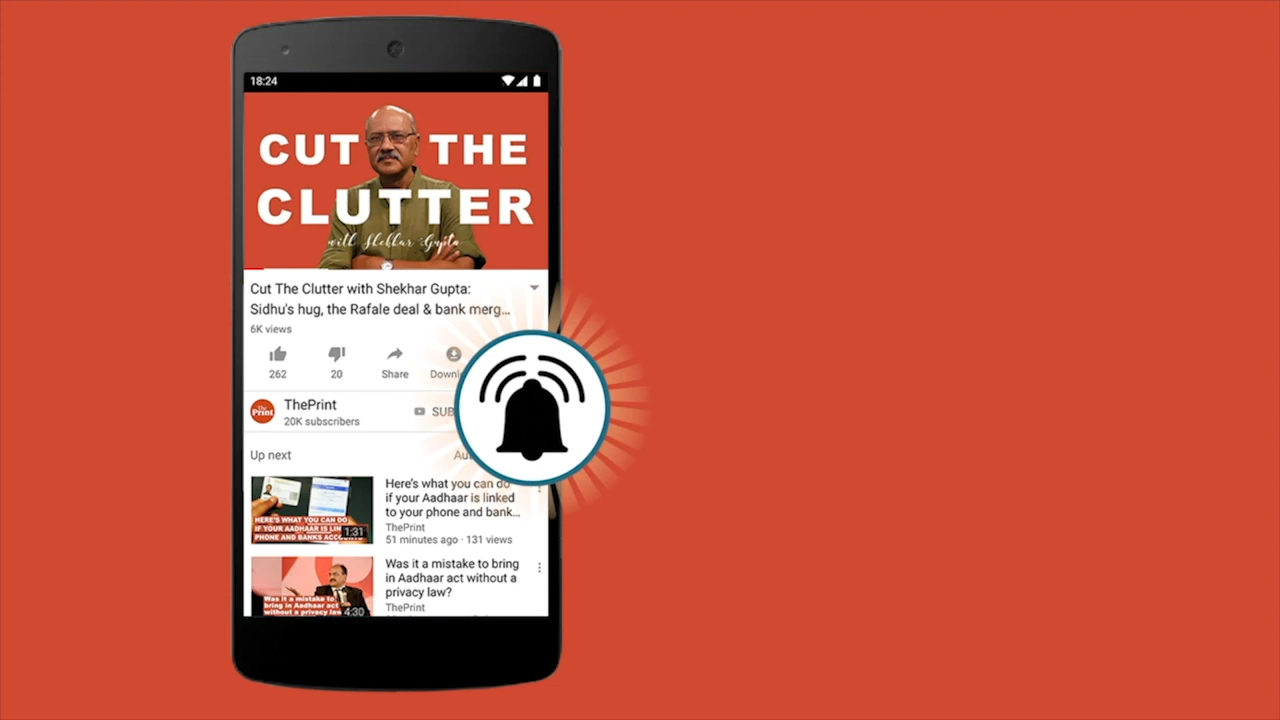 18:24
CUT THE
CLUTTER
with Shekhar Gupta
Cut The Clutter with Shekhar Gupta:
Sidhu's hug, the Rafale deal & bank merg...
6K views
262
20
Share
Downl
The
Print
ThePrint
20K subscribers
SUB
Up next
Au
HERE'S WHAT YOU CAN DO
IF YOUR AADHAAR IS LIN
PHONE AND BANKS ACCOUNTS
1:31
Here's what you can do
if your Aadhaar is linked
to your phone and bank...
ThePrint
51 minutes ago · 131 views
Was it a mistake to
bring in Aadhaar act
without a privacy law
4:30
Was it a mistake to bring
in Aadhaar act without a
privacy law?
ThePrint